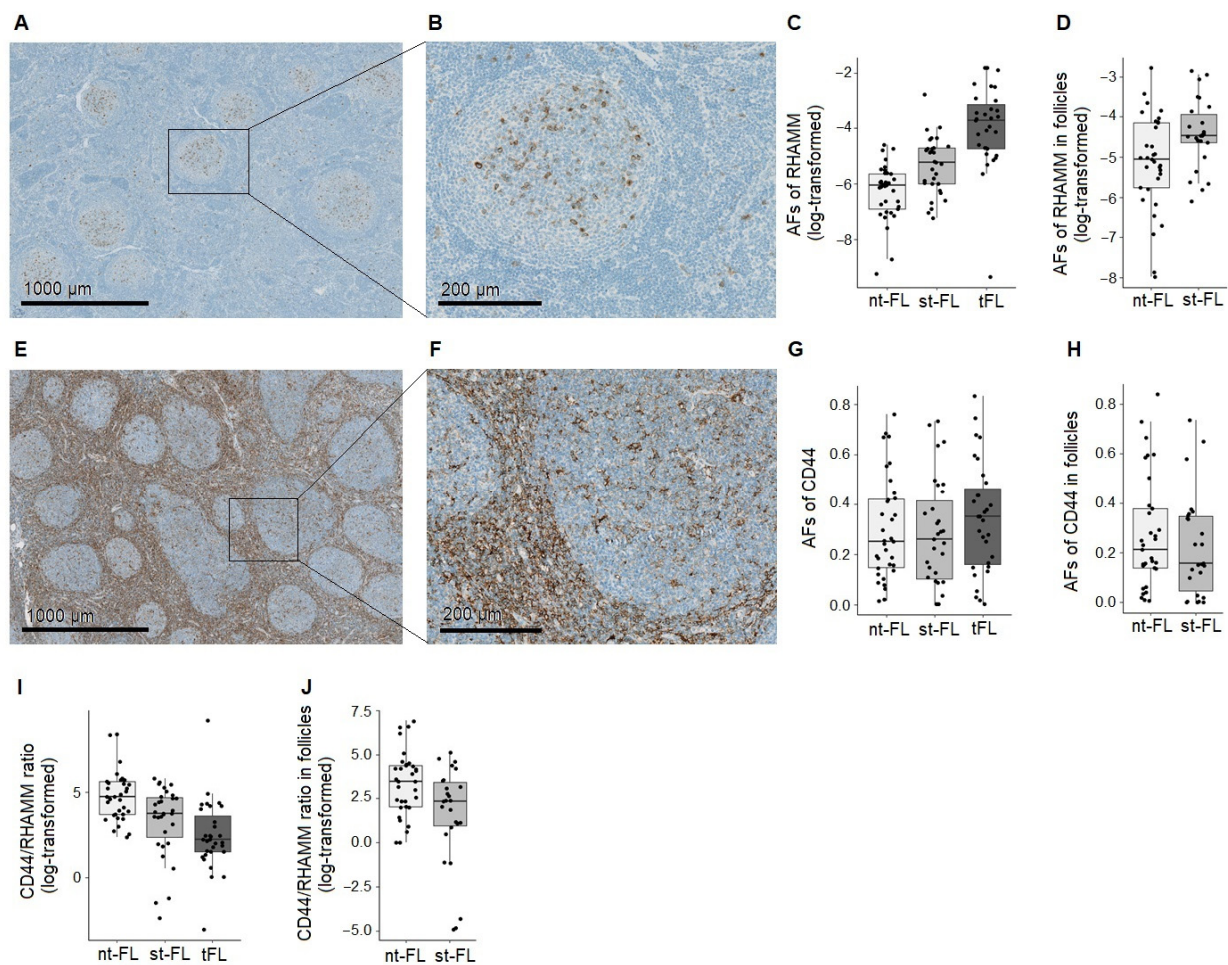 A
B
C
D
1000 µm
200 µm
AFs of RHAMM
(log-transformed)
−2
−4
−6
−8
nt-FL st-FL tFL
AFs of RHAMM in follicles
(log-transformed)
−3
−4
−5
−6
−7
−8
nt-FL st-FL
E
F
G
H
1000 µm
200 µm
AFs of CD44
0.8
0.6
0.4
0.2
0.0
nt-FL st-FL tFL
AFs of CD44 in follicles
0.8
0.6
0.4
0.2
0.0
nt-FL st-FL
I
J
CD44/RHAMM ratio
(log-transformed)
5
0
nt-FL st-FL tFL
CD44/RHAMM ratio in follicles
(log-transformed)
7.5
5.0
2.5
0.0
−2.5
−5.0
nt-FL st-FL